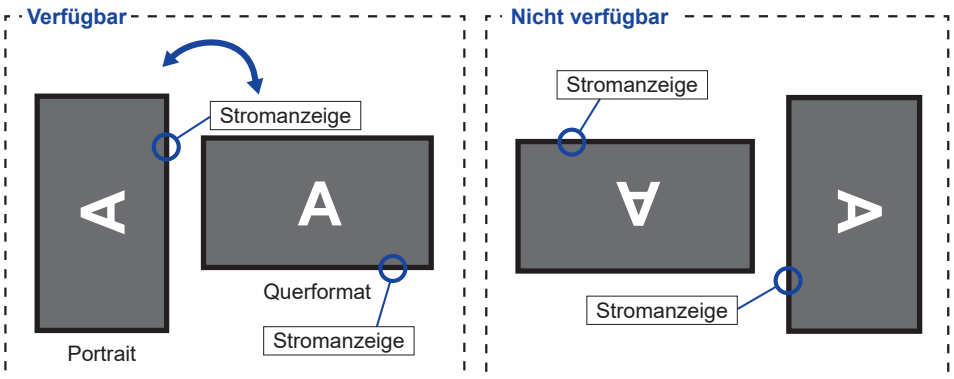 Verfügbar
Stromanzeige
A
A
Querformat
Stromanzeige
Portrait
Nicht verfügbar
Stromanzeige
A
A
Stromanzeige